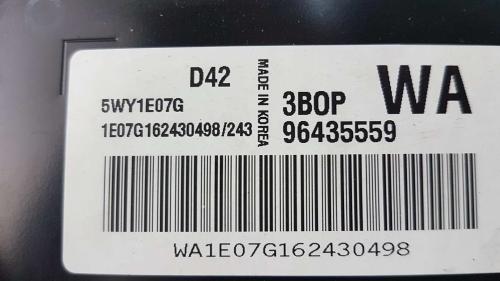 D42
5WY1E07G
1E07G162430498/243
MADE IN KOREA
3BOP
96435559
WA
WA1E07G162430498